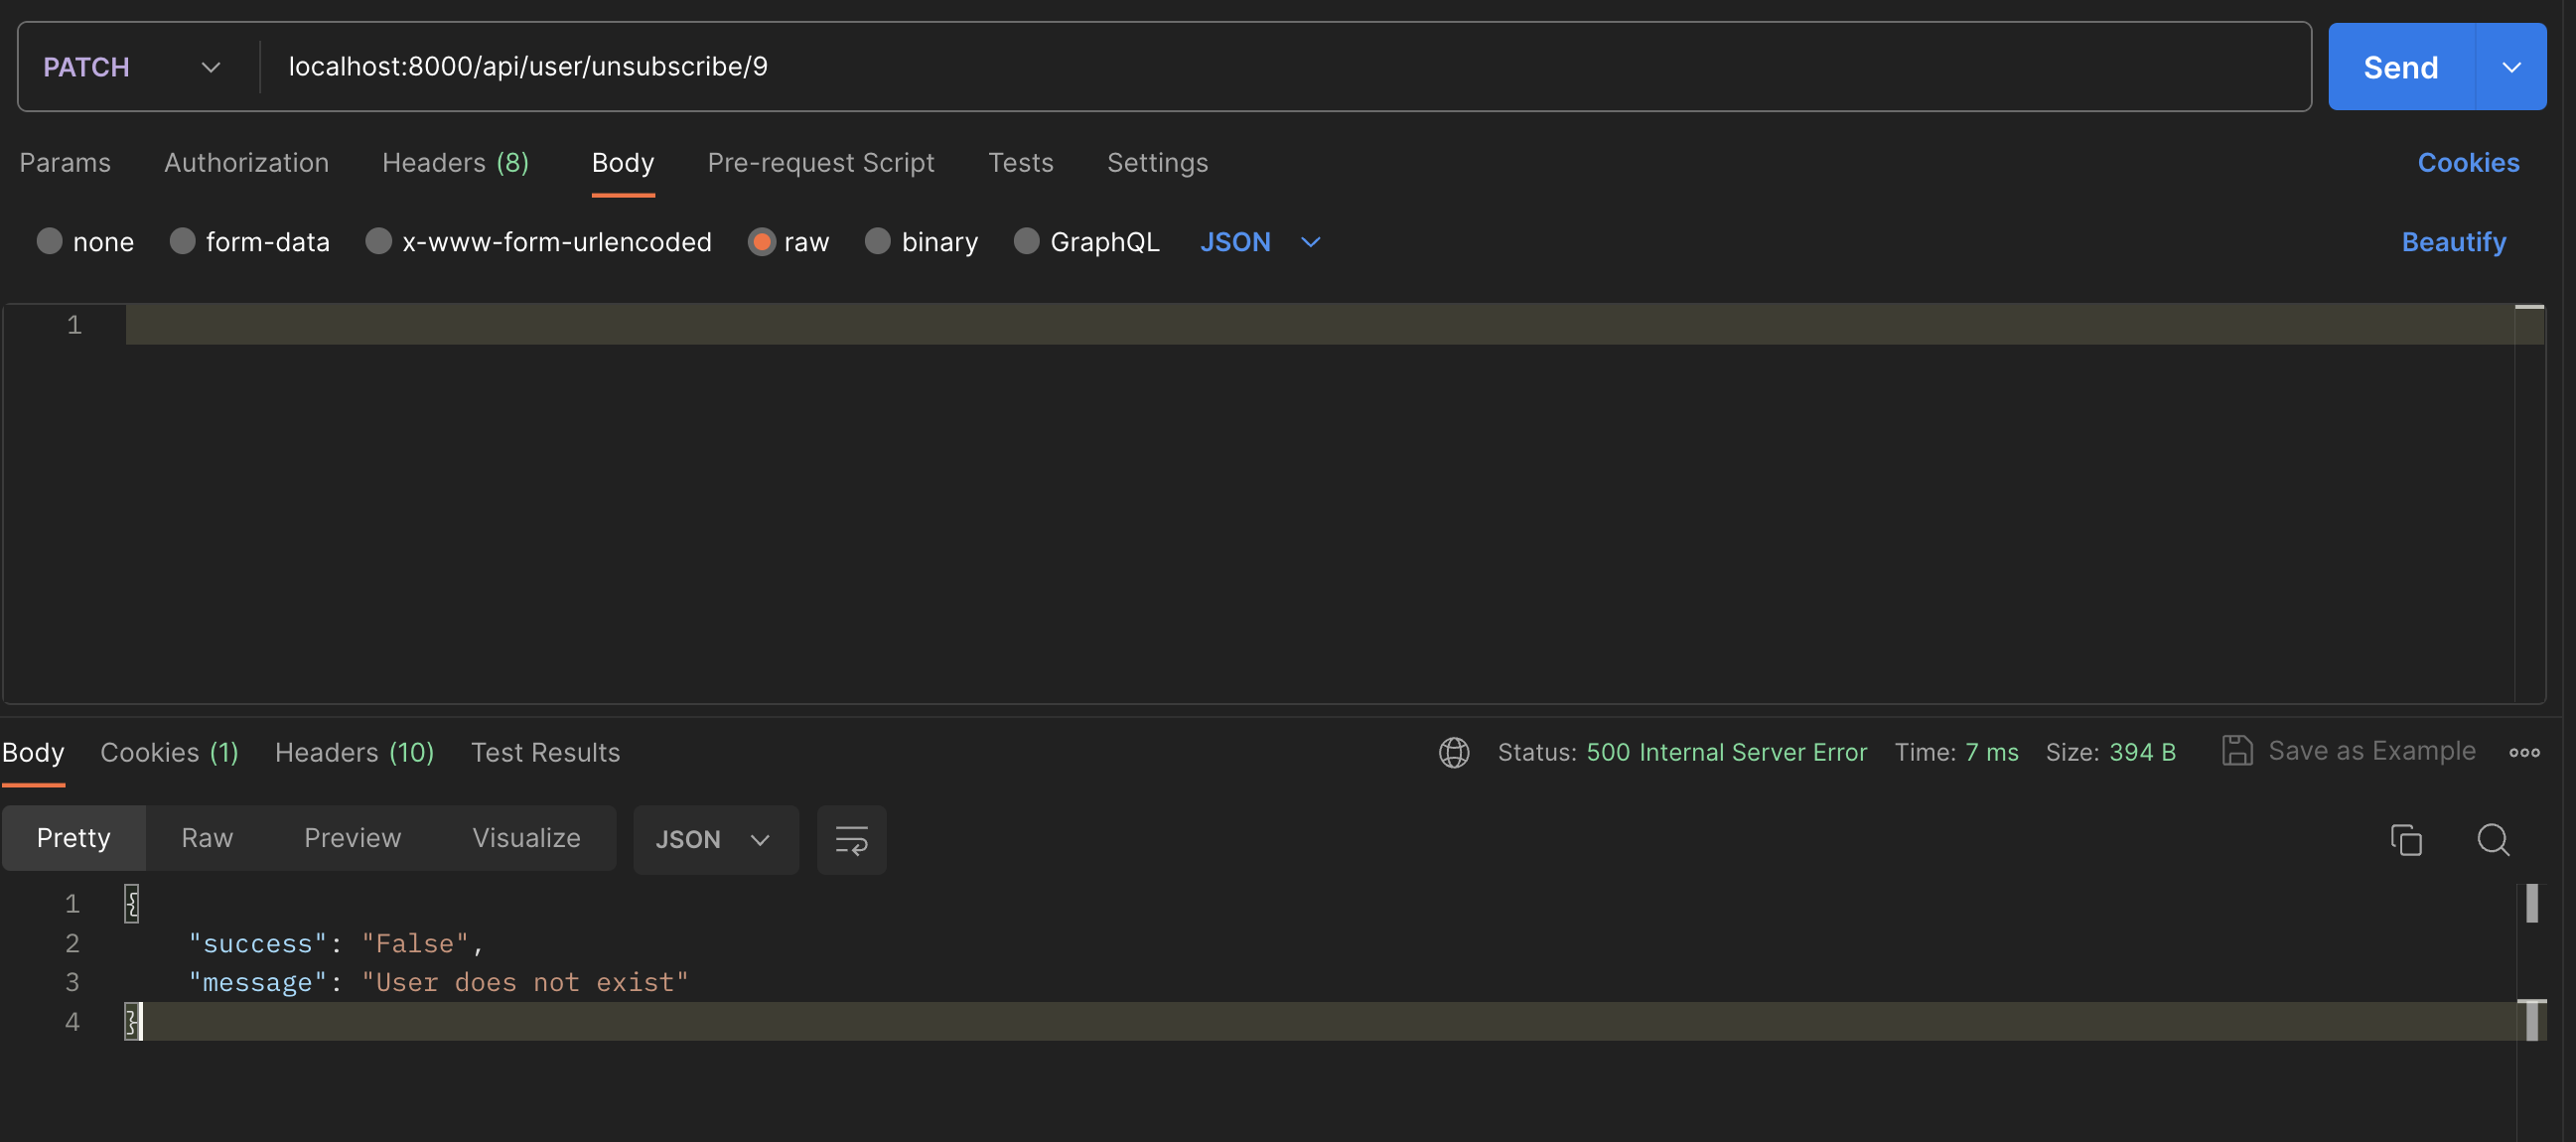 PATCH localhost:8000/api/user/unsubscribe/9 Send
Params Authorization Headers (8) Body Pre-request Script Tests Settings Cookies
none form-data x-www-form-urlencoded raw binary GraphQL JSON Beautify
1
Body Cookies (1) Headers (10) Test Results Status: 500 Internal Server Error Time: 7 ms Size: 394 B Save as Example
Pretty Raw Preview Visualize JSON
1 {
2 "success": "False",
3 "message": "User does not exist"
4 }